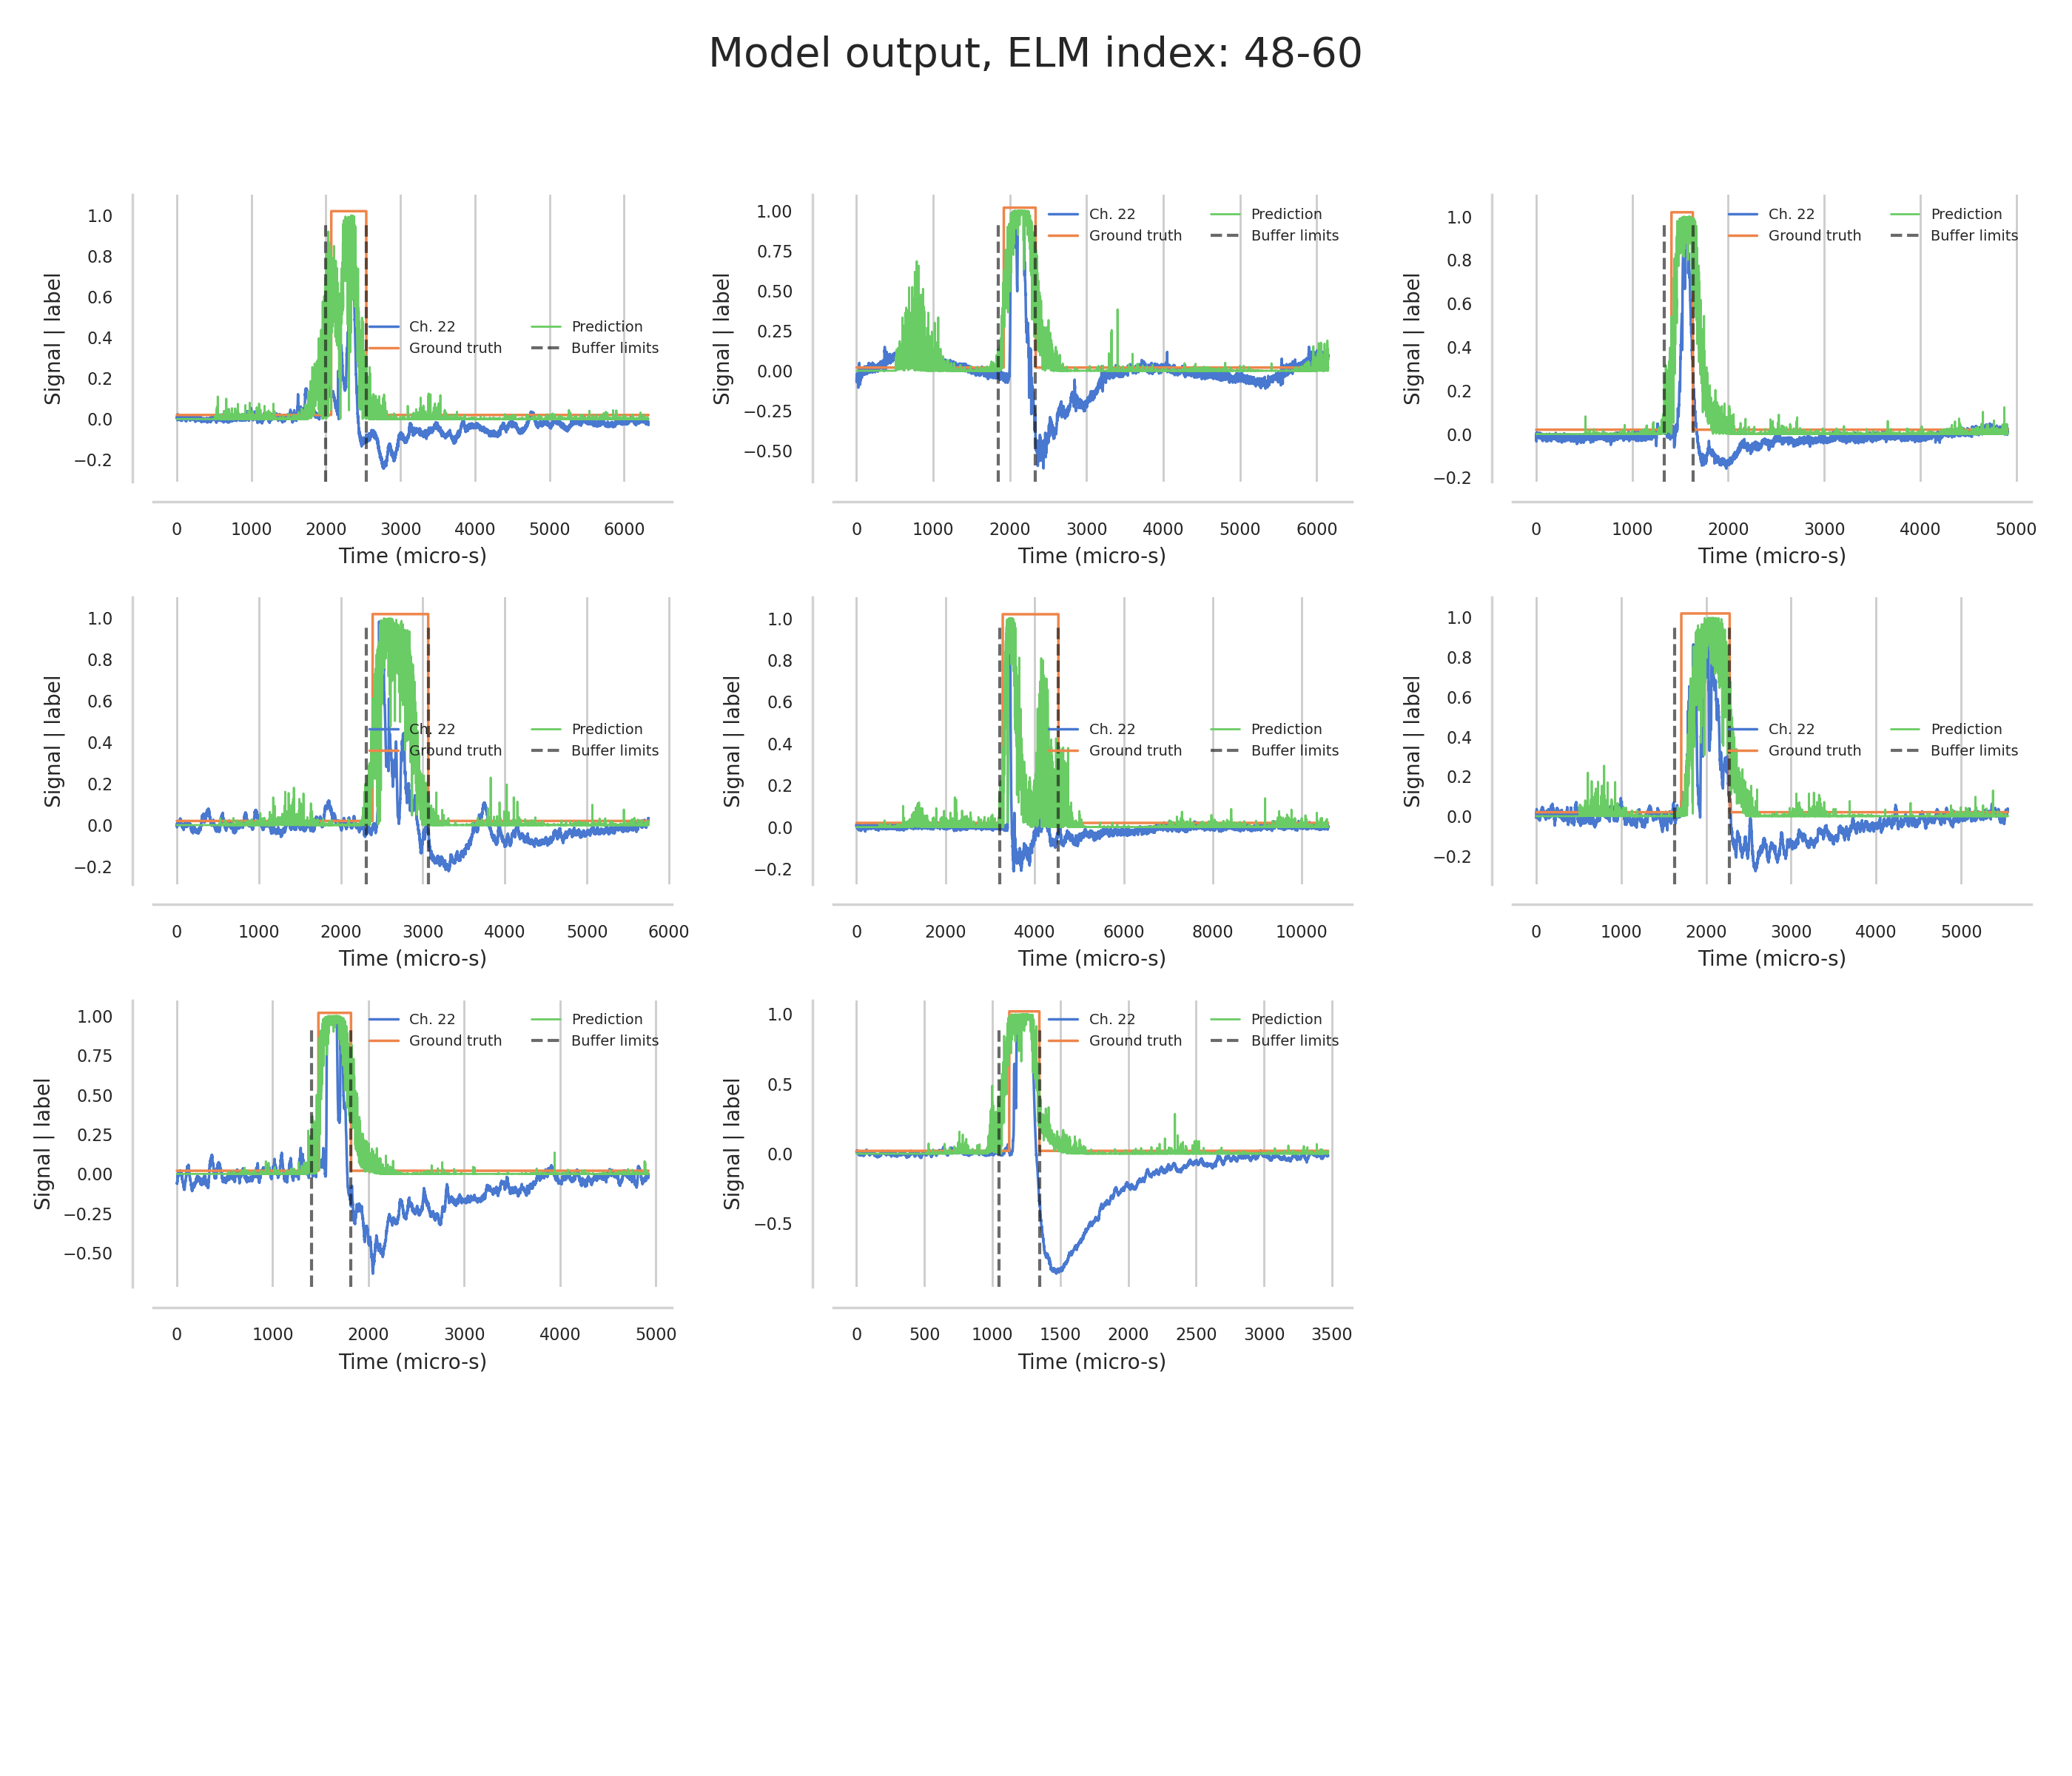 Model output, ELM index: 48-60
1.0
0.8
0.6
0.4
0.2
0.0
−0.2
Signal | label
Ch. 22
Ground truth
Prediction
Buffer limits
0 1000 2000 3000 4000 5000 6000
Time (micro-s)
1.00
0.75
0.50
0.25
0.00
−0.25
−0.50
Signal | label
Ch. 22
Ground truth
Prediction
Buffer limits
0 1000 2000 3000 4000 5000 6000
Time (micro-s)
1.0
0.8
0.6
0.4
0.2
0.0
−0.2
Signal | label
Ch. 22
Ground truth
Prediction
Buffer limits
0 1000 2000 3000 4000 5000
Time (micro-s)
1.0
0.8
0.6
0.4
0.2
0.0
−0.2
Signal | label
Ch. 22
Ground truth
Prediction
Buffer limits
0 1000 2000 3000 4000 5000 6000
Time (micro-s)
1.0
0.8
0.6
0.4
0.2
0.0
−0.2
Signal | label
Ch. 22
Ground truth
Prediction
Buffer limits
0 2000 4000 6000 8000 10000
Time (micro-s)
1.0
0.8
0.6
0.4
0.2
0.0
−0.2
Signal | label
Ch. 22
Ground truth
Prediction
Buffer limits
0 1000 2000 3000 4000 5000
Time (micro-s)
1.00
0.75
0.50
0.25
0.00
−0.25
−0.50
Signal | label
Ch. 22
Ground truth
Prediction
Buffer limits
0 1000 2000 3000 4000 5000
Time (micro-s)
1.0
0.5
0.0
−0.5
Signal | label
Ch. 22
Ground truth
Prediction
Buffer limits
0 500 1000 1500 2000 2500 3000 3500
Time (micro-s)